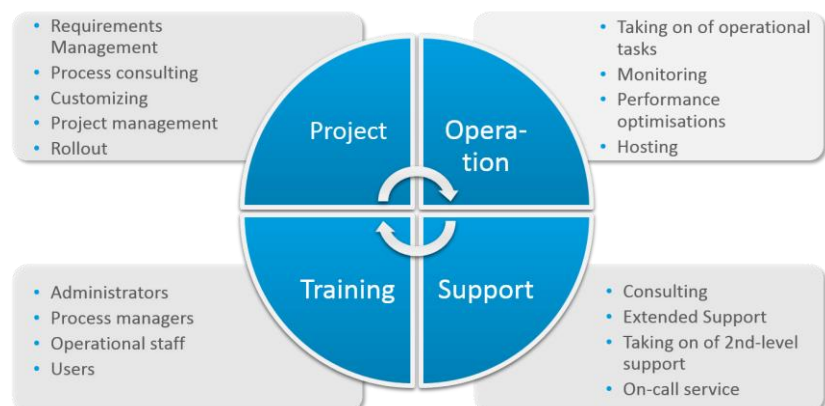 • Requirements
Management
• Process consulting
• Customizing
• Project management
• Rollout
• Taking on of operational
tasks
• Monitoring
• Performance
optimisations
• Hosting
Project
Opera-
tion
Training
Support
• Administrators
• Process managers
• Operational staff
• Users
• Consulting
• Extended Support
• Taking on of 2nd-level
support
• On-call service